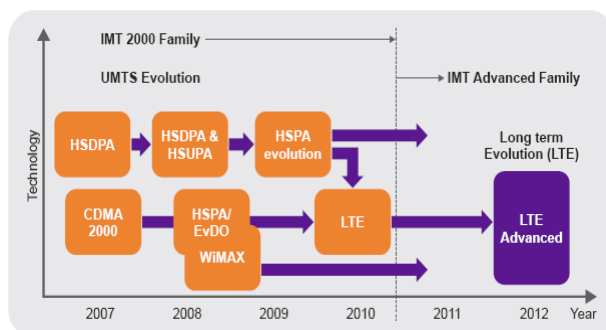 IMT 2000 Family
UMTS Evolution
IMT Advanced Family
HSDPA
HSDPA &
HSUPA
HSPA
evolution
Long term
Evolution (LTE)
Technology
CDMA
2000
HSPA/
EvDO
WiMAX
LTE
LTE
Advanced
2007
2008
2009
2010
2011
2012
Year